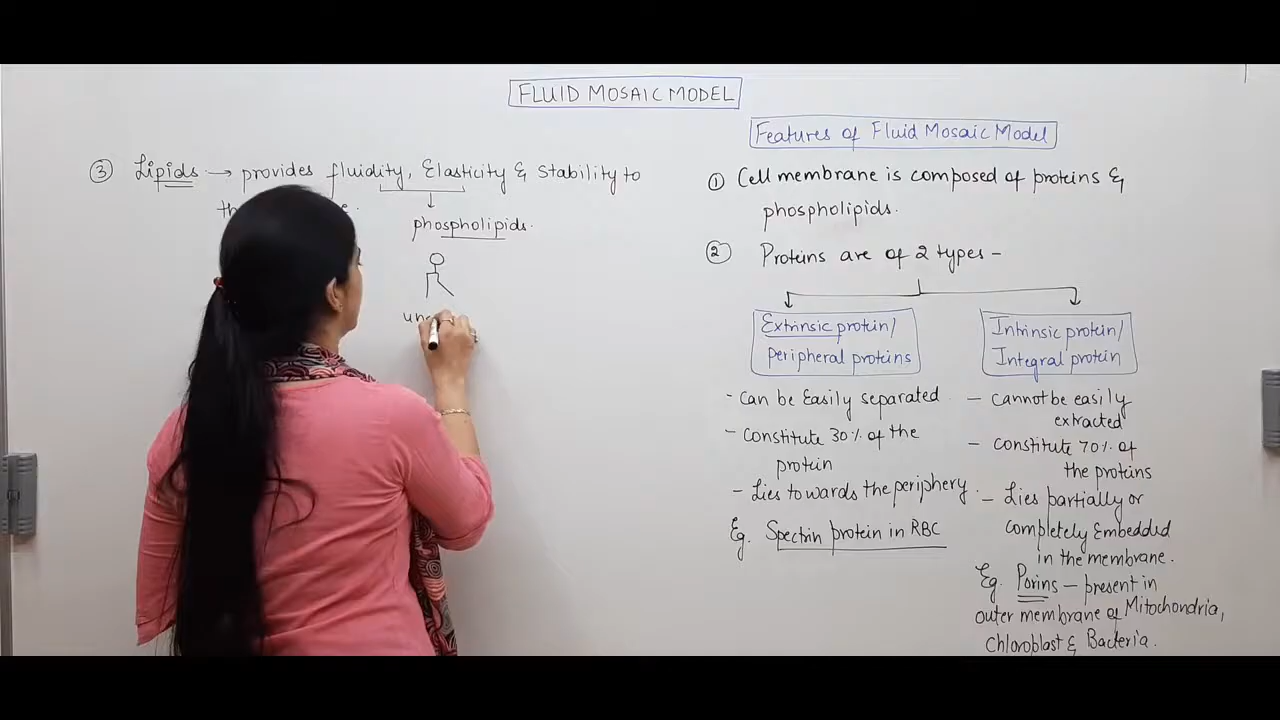 FLUID MOSAIC MODEL
③ Lipids → provides fluidity, Elasticity & Stability to
phospholipids.
Features of Fluid Mosaic Model
① Cell membrane is composed of proteins &
phospholipids.
② Proteins are of 2 types –
Extrinsic protein/
Peripheral proteins
- Can be Easily separated
- Constitute 30% of the
protein
- Lies towards the periphery.
Eg. Spectrin protein in RBC
Intrinsic protein/
Integral protein
- Cannot be easily
extracted
- Constitute 70% of
the proteins
- Lies partially or
completely Embedded
in the membrane.
Eg. Porins – present in
outer membrane of Mitochondria,
Chloroplast & Bacteria.